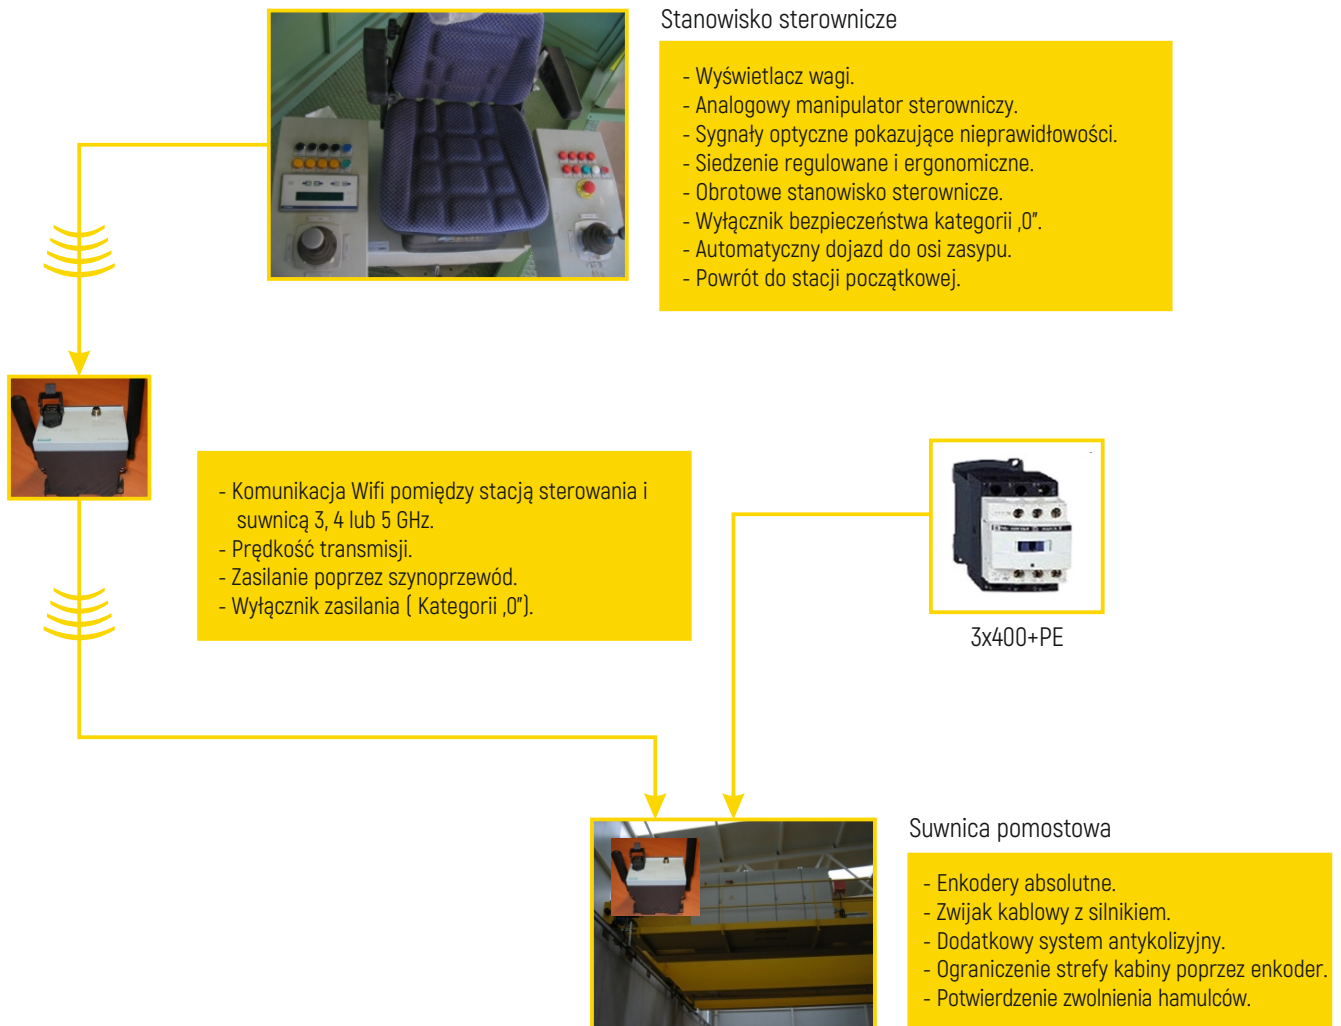 Stanowisko sterownicze
- Wyświetlacz wagi.
- Analogowy manipulator sterowniczy.
- Sygnały optyczne pokazujące nieprawidłowości.
- Siedzenie regulowane i ergonomiczne.
- Obrotowe stanowisko sterownicze.
- Wyłącznik bezpieczeństwa kategorii ‚0”.
- Automatyczny dojazd do osi zasypu.
- Powrót do stacji początkowej.
- Komunikacja Wifi pomiędzy stacją sterowania i
suwnicą 3, 4 lub 5 GHz.
- Prędkość transmisji.
- Zasilanie poprzez szynoprzewód.
- Wyłącznik zasilania ( Kategorii ‚0”).
3x400+PE
Suwnica pomostowa
- Enkodery absolutne.
- Zwijak kablowy z silnikiem.
- Dodatkowy system antykolizyjny.
- Ograniczenie strefy kabiny poprzez enkoder.
- Potwierdzenie zwolnienia hamulców.